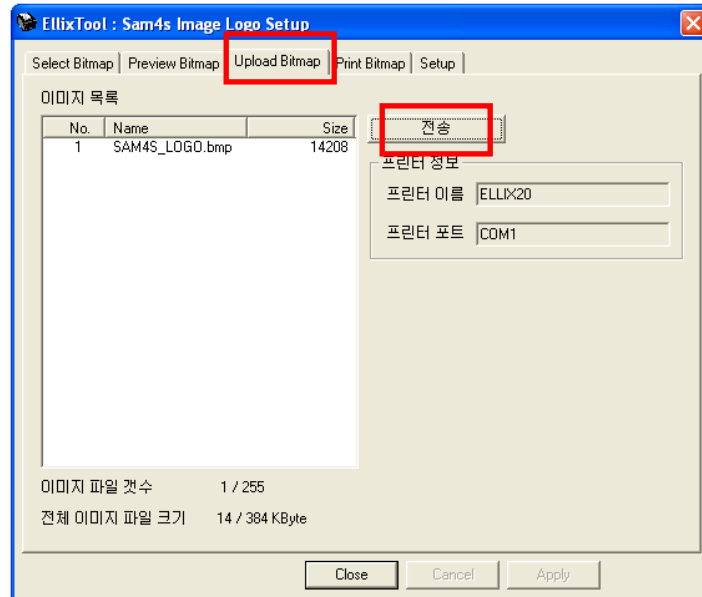 EllixTool : Sam4s Image Logo Setup
Select Bitmap Preview Bitmap Upload Bitmap Print Bitmap Setup
이미지 목록
No. Name Size
1 SAM4S_LOGO.bmp 14208
전송
프린터 정보
프린터 이름 ELLIX20
프린터 포트 COM1
이미지 파일 갯수 1 / 255
전체 이미지 파일 크기 14 / 384 KByte
Close Cancel Apply